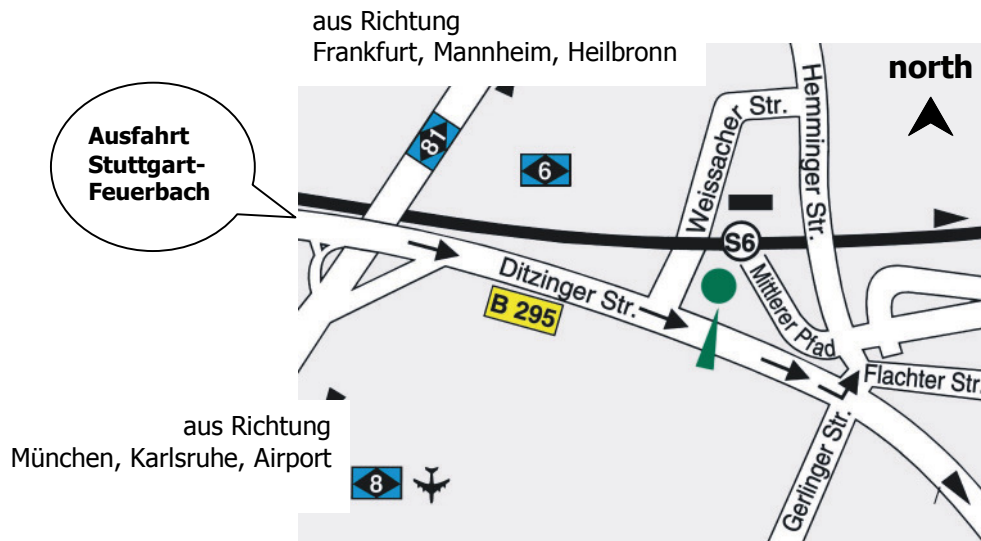 aus Richtung
Frankfurt, Mannheim, Heilbronn
north
Ausfahrt
Stuttgart-
Feuerbach
81
6
Weissacher Str.
Hemminger Str.
S6
Mittlerer Pfad
Ditzinger Str.
B 295
Flachter Str.
Gerlinger Str.
aus Richtung
München, Karlsruhe, Airport
8